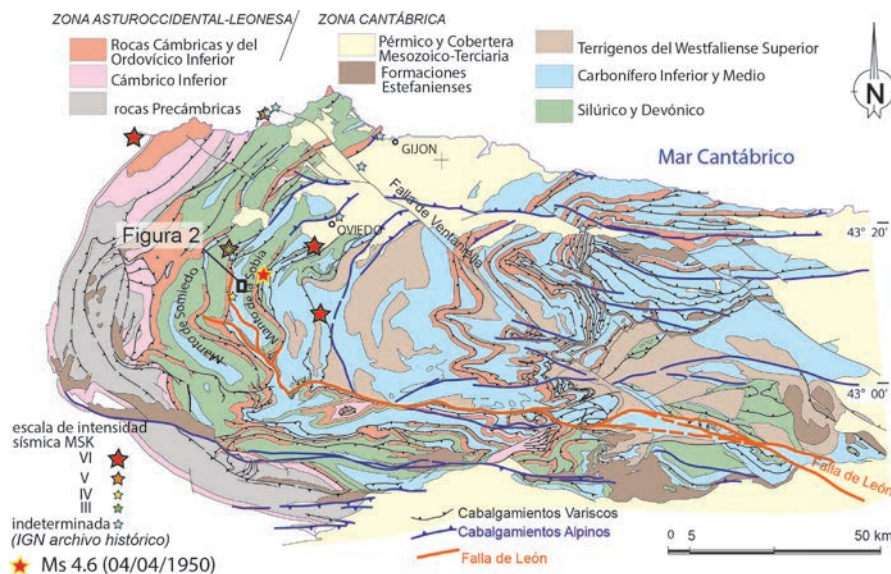 ZONA ASTUROCCIDENTAL-LEONESA
ZONA CANTÁBRICA
Rocas Cámbricas y del
Ordovícico Inferior
Cámbrico Inferior
rocas Precámbricas
Pérmico y Cobertera
Mesozoico-Terciaria
Formaciones
Estefanienses
Terrigenos del Westfaliense Superior
Carbonífero Inferior y Medio
Silúrico y Devónico
N
GIJON
Mar Cantábrico
Falla de Ventaniella
OVIEDO
43° 20'
Figura 2
Manto de somiedo
Manto de la Sobia
43° 00'
escala de intensidad
sísmica MSK
VI
V
IV
III
indeterminada
(IGN archivo histórico)
Ms 4.6 (04/04/1950)
Falla de León
Cabalgamientos Variscos
Cabalgamientos Alpinos
Falla de León
0 5 50 km